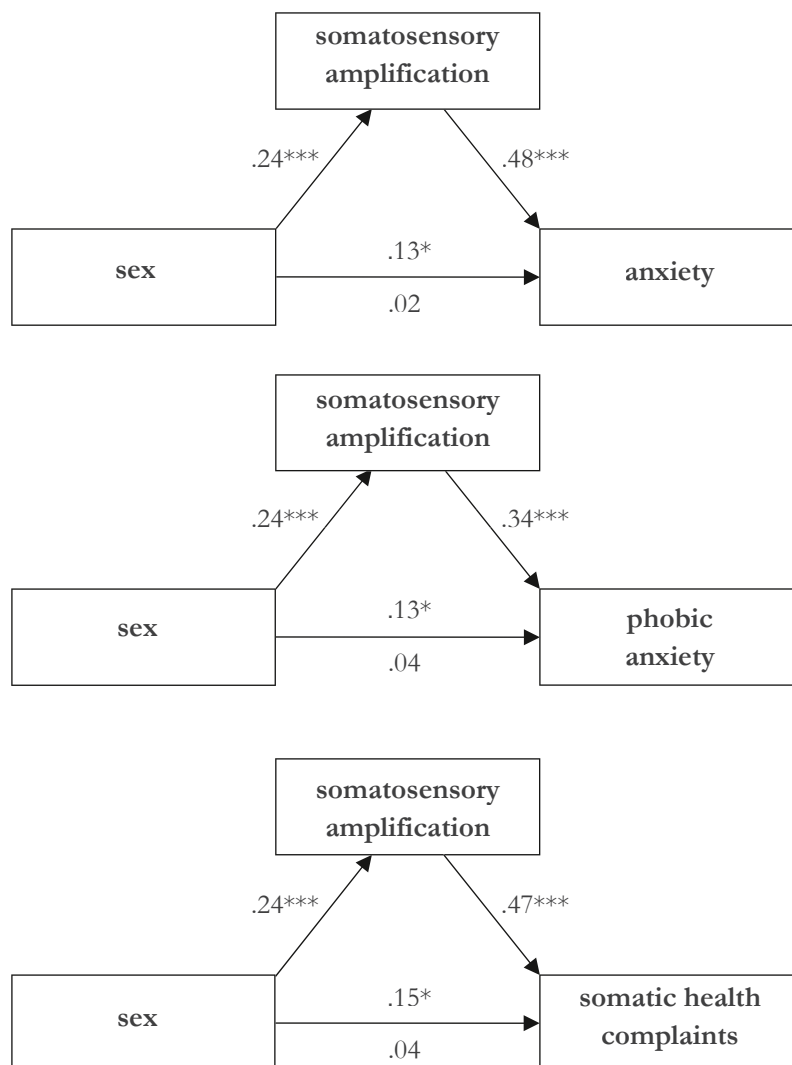 somatosensory
amplification
.24***
.48***
sex
.13*
.02
anxiety
somatosensory
amplification
.24***
.34***
sex
.13*
.04
phobic
anxiety
somatosensory
amplification
.24***
.47***
sex
.15*
.04
somatic health
complaints